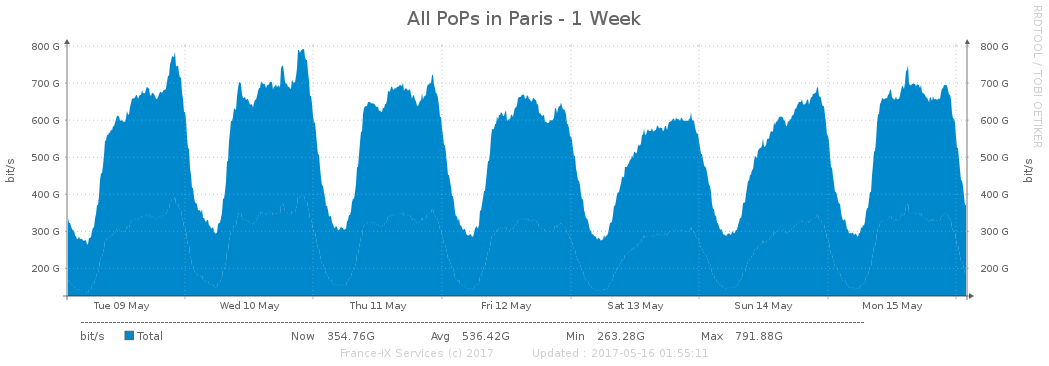 All PoPs in Paris - 1 Week
RRDTOOL / TOBI OETIKER
800 G 800 G
700 G 700 G
600 G 600 G
500 G 500 G
400 G 400 G
300 G 300 G
200 G 200 G
bit/s bit/s
Tue 09 May Wed 10 May Thu 11 May Fri 12 May Sat 13 May Sun 14 May Mon 15 May
bit/s Total Now 354.76G Avg 536.42G Min 263.28G Max 791.88G
France-IX Services (c) 2017 Updated : 2017-05-16 01:55:11